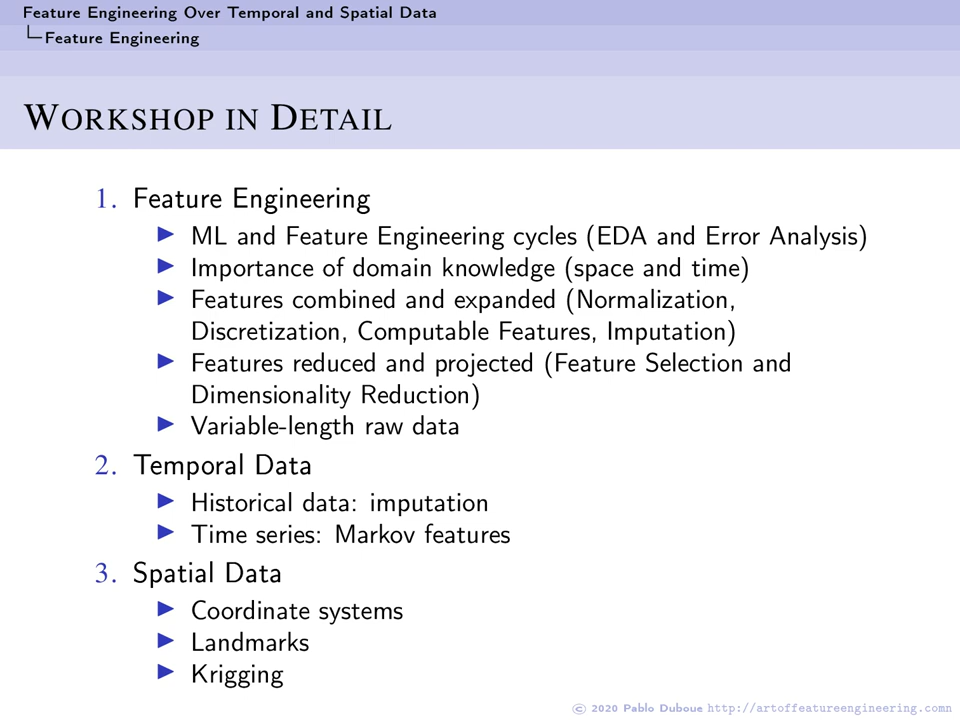 Feature Engineering Over Temporal and Spatial Data
Feature Engineering
WORKSHOP IN DETAIL
1. Feature Engineering
▶ ML and Feature Engineering cycles (EDA and Error Analysis)
▶ Importance of domain knowledge (space and time)
▶ Features combined and expanded (Normalization,
Discretization, Computable Features, Imputation)
▶ Features reduced and projected (Feature Selection and
Dimensionality Reduction)
▶ Variable-length raw data
2. Temporal Data
▶ Historical data: imputation
▶ Time series: Markov features
3. Spatial Data
▶ Coordinate systems
▶ Landmarks
▶ Krigging
© 2020 Pablo Duboue http://artoffeatureengineering.comn